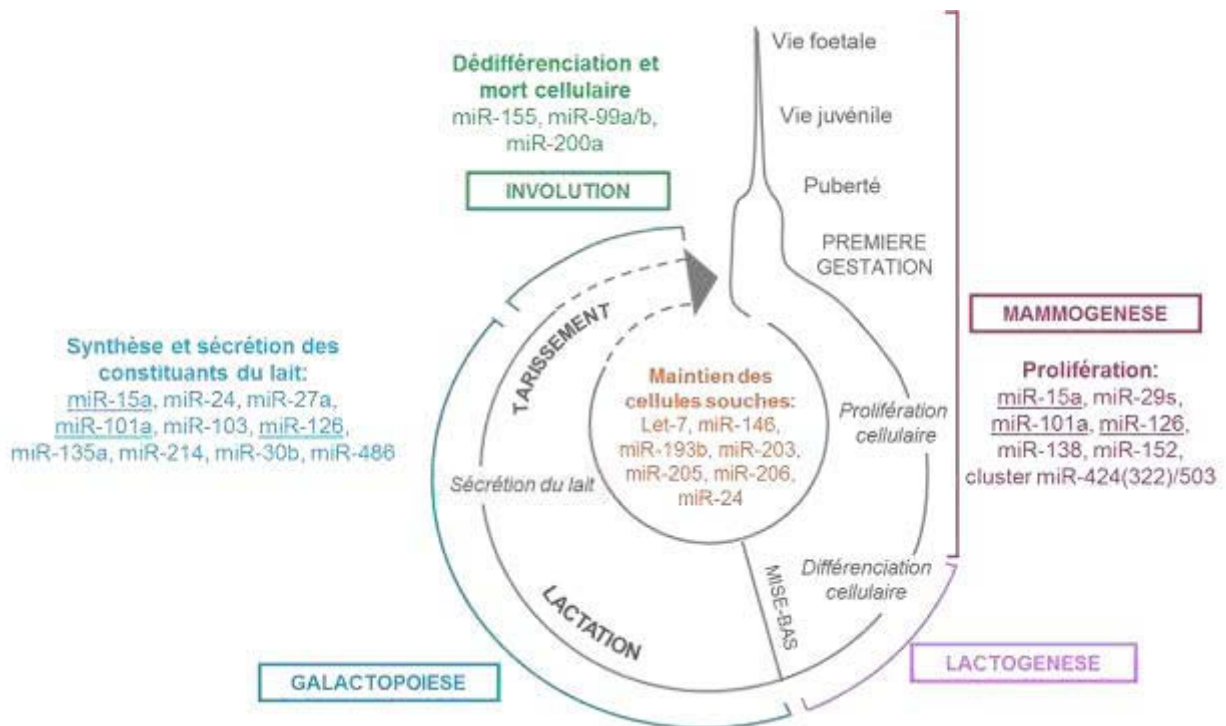 Vie foetale
Dédifférenciation et
mort cellulaire
miR-155, miR-99a/b,
miR-200a
Vie juvénile
INVOLUTION
Puberté
PREMIERE
GESTATION
MAMMOGENESE
Prolifération:
miR-15a, miR-29s,
miR-101a, miR-126,
miR-138, miR-152,
cluster miR-424(322)/503
Synthèse et sécrétion des
constituants du lait:
miR-15a, miR-24, miR-27a,
miR-101a, miR-103, miR-126,
miR-135a, miR-214, miR-30b, miR-486
TARISSEMENT
Maintien des
cellules souches:
Let-7, miR-146,
miR-193b, miR-203,
miR-205, miR-206,
miR-24
Prolifération
cellulaire
Sécrétion du lait
Différenciation
cellulaire
MISE-BAS
LACTATION
GALACTOPOIESE
LACTOGENESE